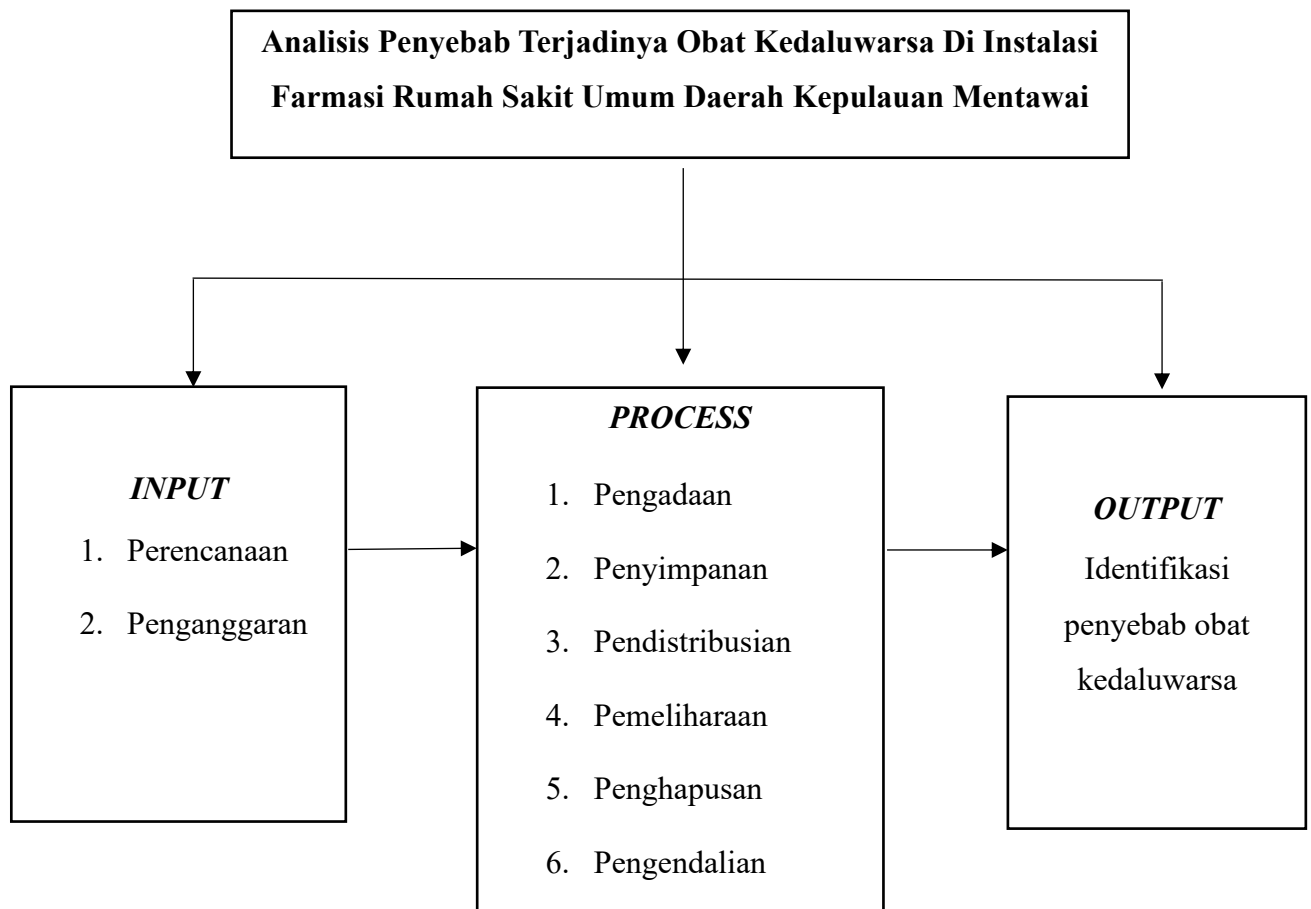 Analisis Penyebab Terjadinya Obat Kedaluwarsa Di Instalasi
Farmasi Rumah Sakit Umum Daerah Kepulauan Mentawai
INPUT
1. Perencanaan
2. Penganggaran
PROCESS
1. Pengadaan
2. Penyimpanan
3. Pendistribusian
4. Pemeliharaan
5. Penghapusan
6. Pengendalian
OUTPUT
Identifikasi
penyebab obat
kedaluwarsa